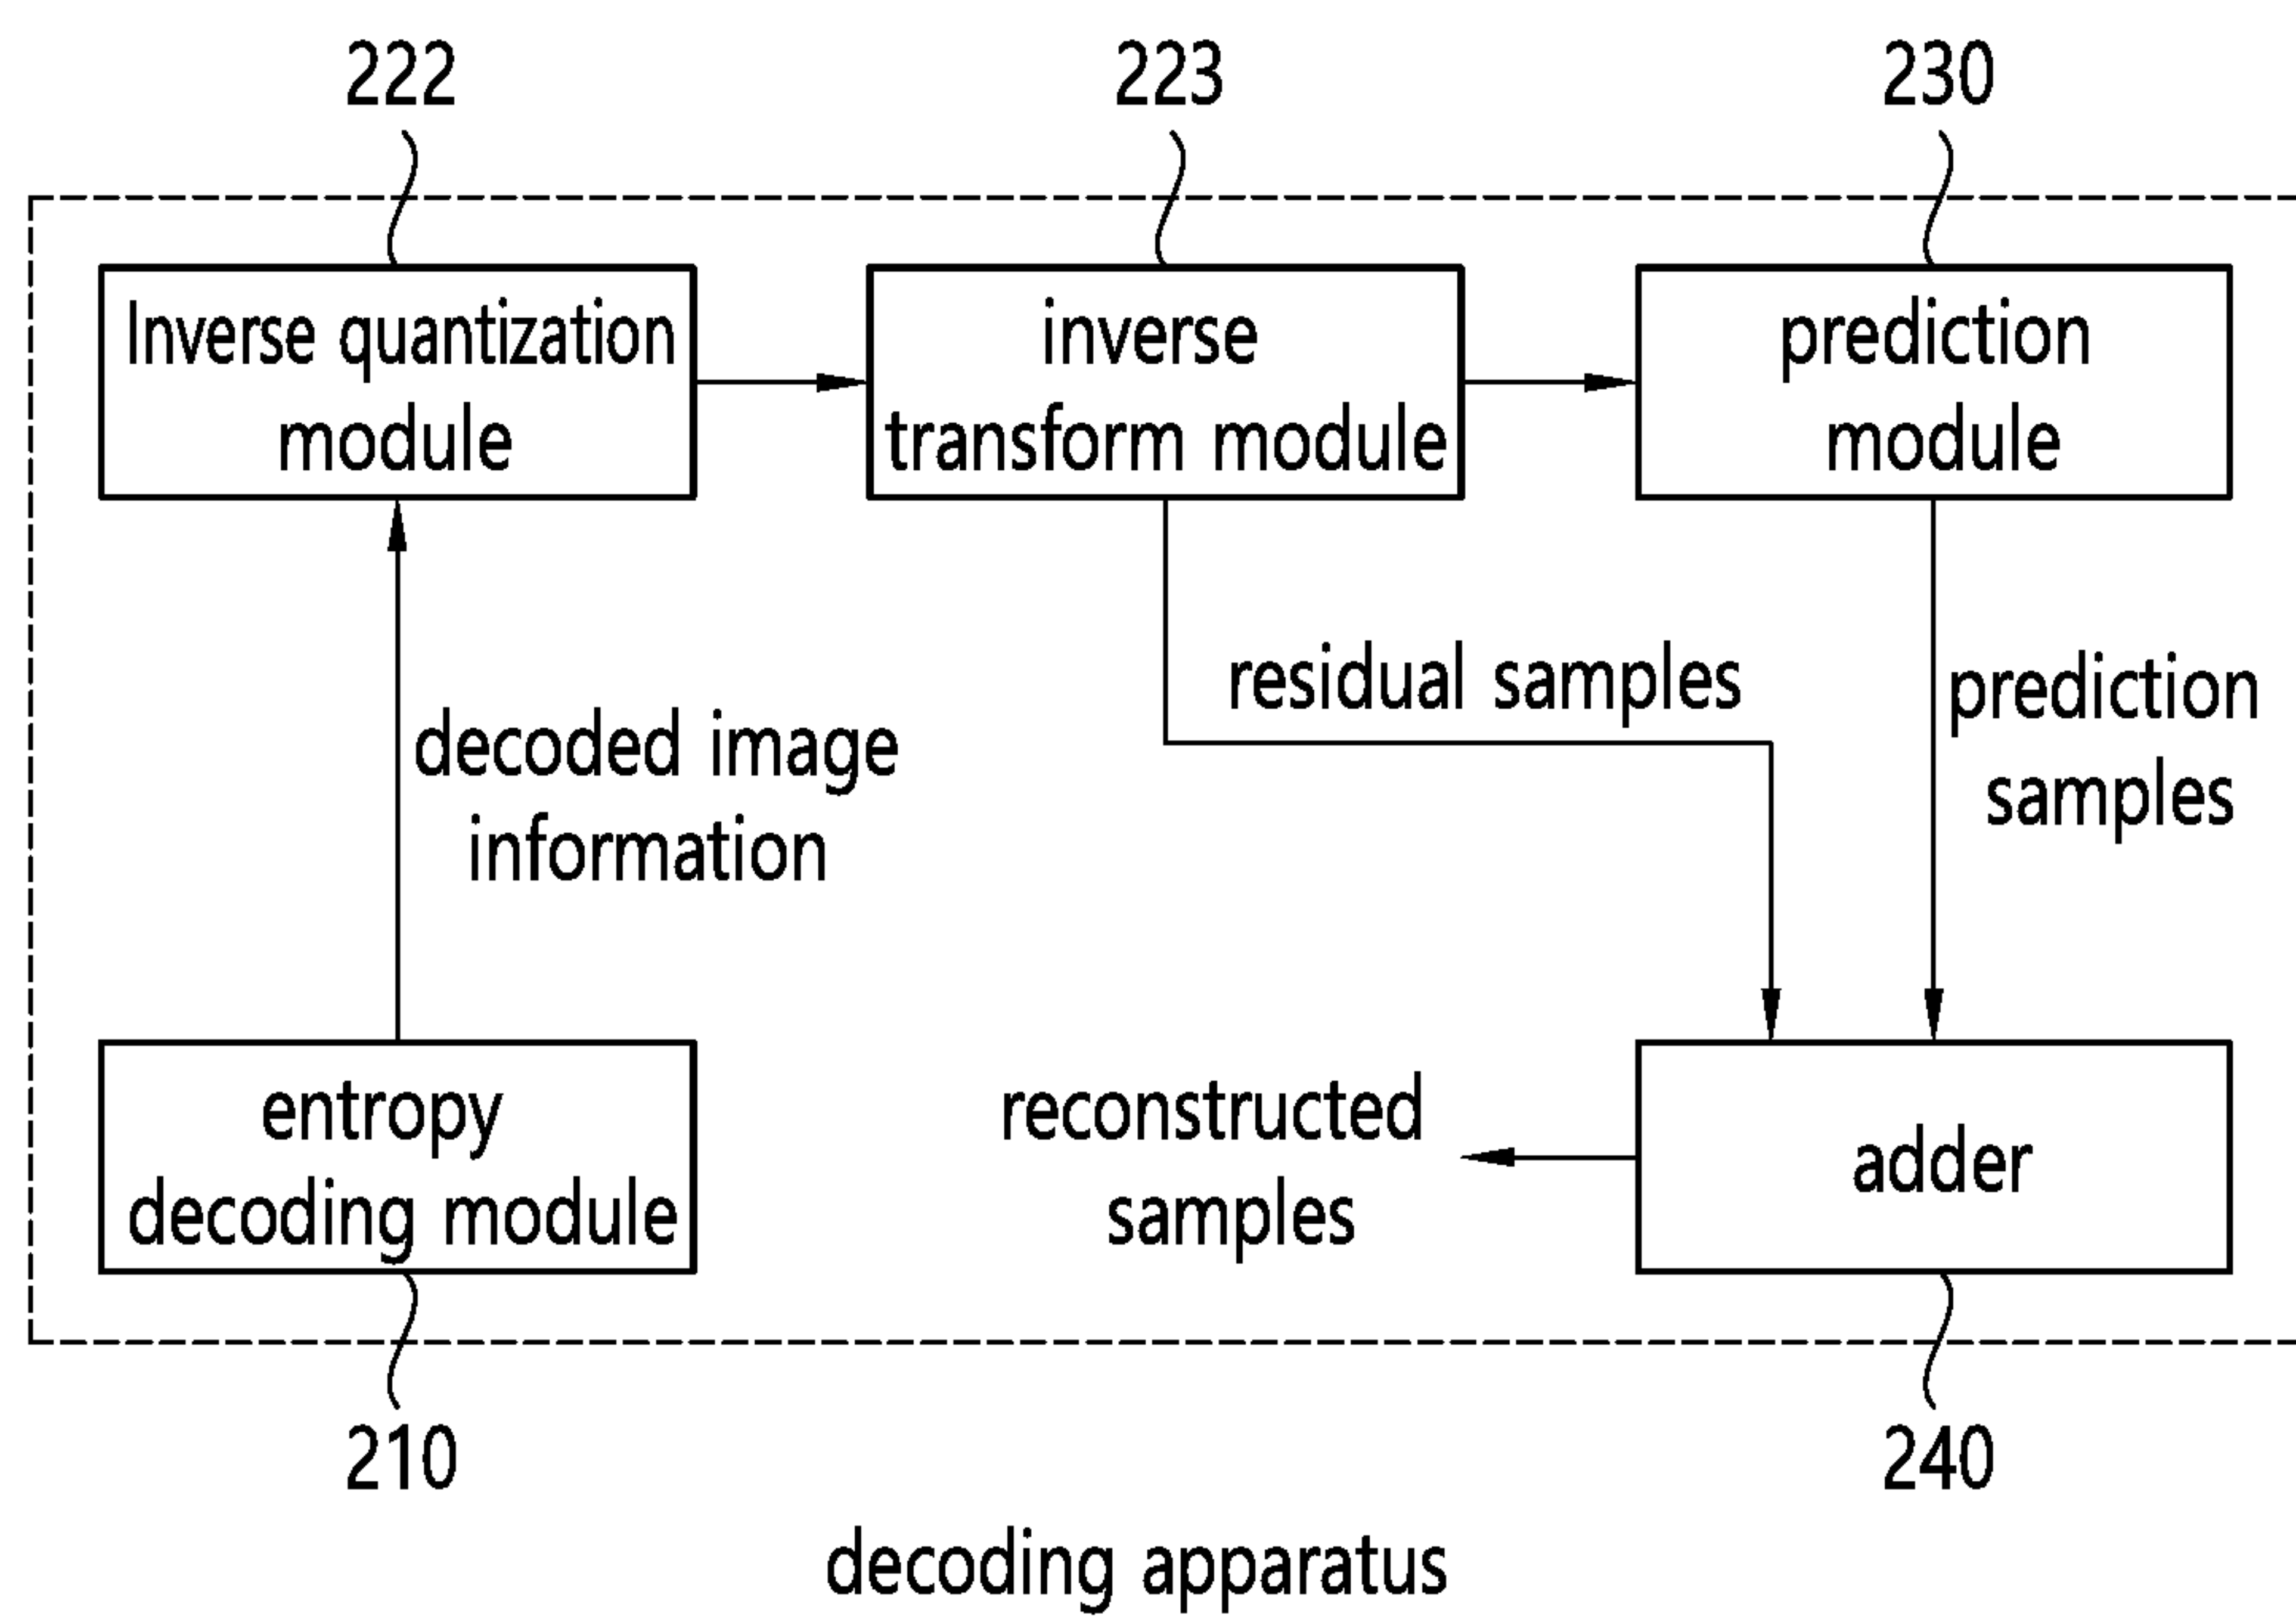 222
223
230
Inverse quantization
module
inverse
transform module
prediction
module
residual samples
prediction
samples
decoded image
information
entropy
decoding module
reconstructed
samples
adder
210
240
decoding apparatus